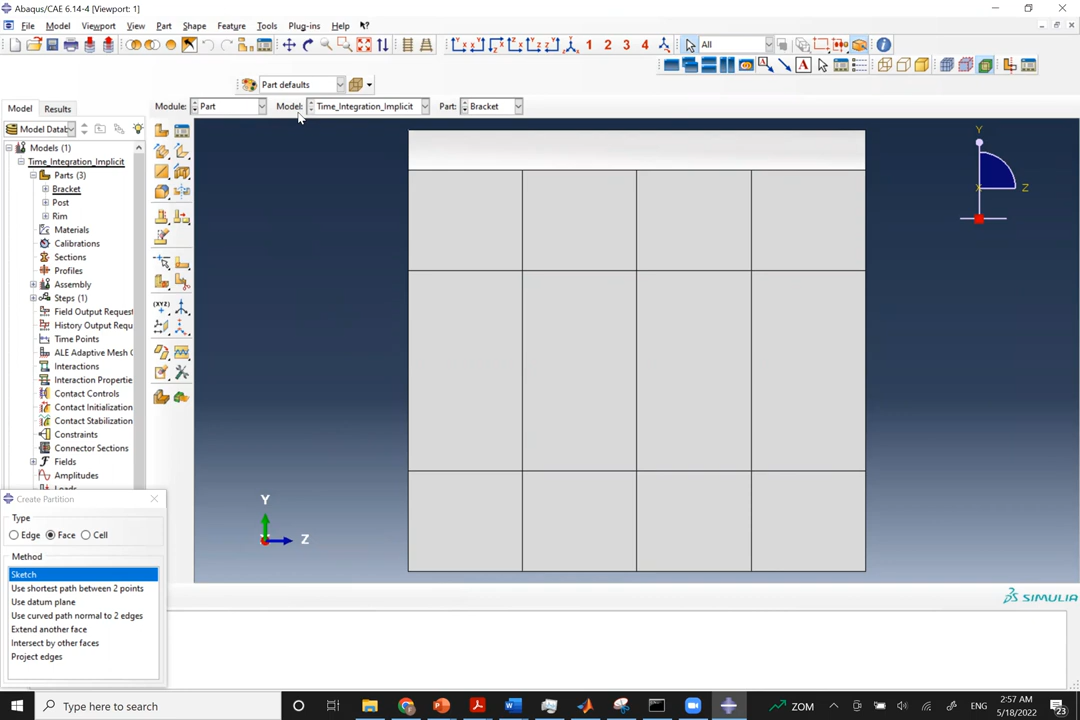 Abaqus/CAE 6.14-4 [Viewport: 1]
File Model Viewport View Part Shape Feature Tools Plug-ins Help
1 2 3 4 All
Part defaults
Model Results
Module: Part Model: Time_Integration_Implicit Part: Bracket
Model Datab
Models (1)
Time_Integration_Implicit
Parts (3)
Bracket
Post
Rim
Materials
Calibrations
Sections
Profiles
Assembly
Steps (1)
Field Output Reque
History Output Requ
Time Points
ALE Adaptive Mesh C
Interactions
Interaction Propertie
Contact Controls
Contact Initialization
Contact Stabilization
Constraints
Connector Sections
Fields
Amplitudes
Loads
(XYZ)
Y
X
Z
Y
Z
Create Partition
Type
Edge Face Cell
Method
Sketch
Use shortest path between 2 points
Use datum plane
Use curved path normal to 2 edges
Extend another face
Intersect by other faces
Project edges
SIMULIA
Type here to search
ZOM
ENG
2:57 AM
5/18/2022
23